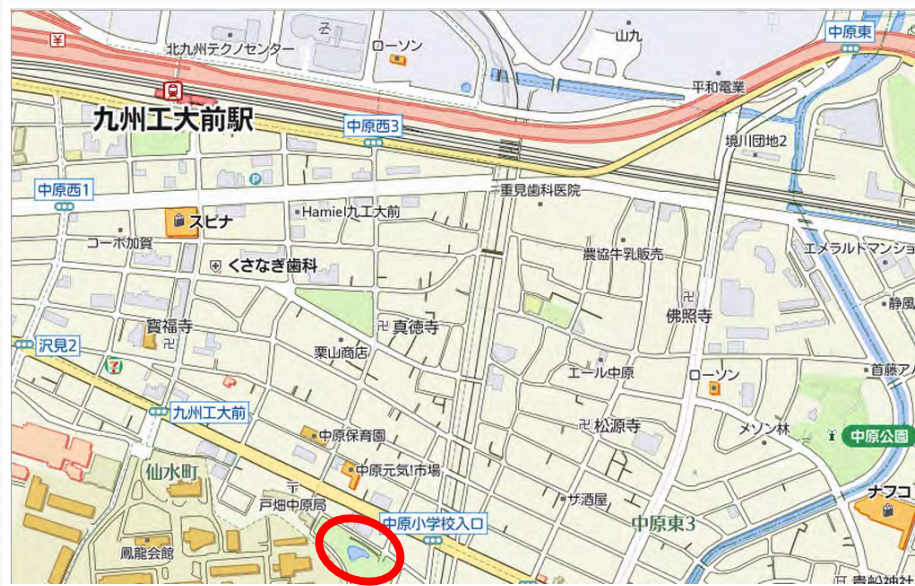 北九州テクノセンター
ローソン
山九
中原東
平和電業
九州工大前駅
中原西3
境川団地2
中原西1
重見歯科医院
スピナ
Hamiel九工大前
コーポ加賀
農協牛乳販売
エメラルドマンショ
くさなぎ歯科
静風
寳福寺
真徳寺
佛照寺
沢見2
栗山商店
エール中原
ローソン
首藤ア
九州工大前
中原保育園
松源寺
メゾン林
中原公園
仙水町
中原元気!市場
ナフコ
戸畑中原局
ザ酒屋
中原小学校入口
中原東3
鳳龍会館
貴船神社